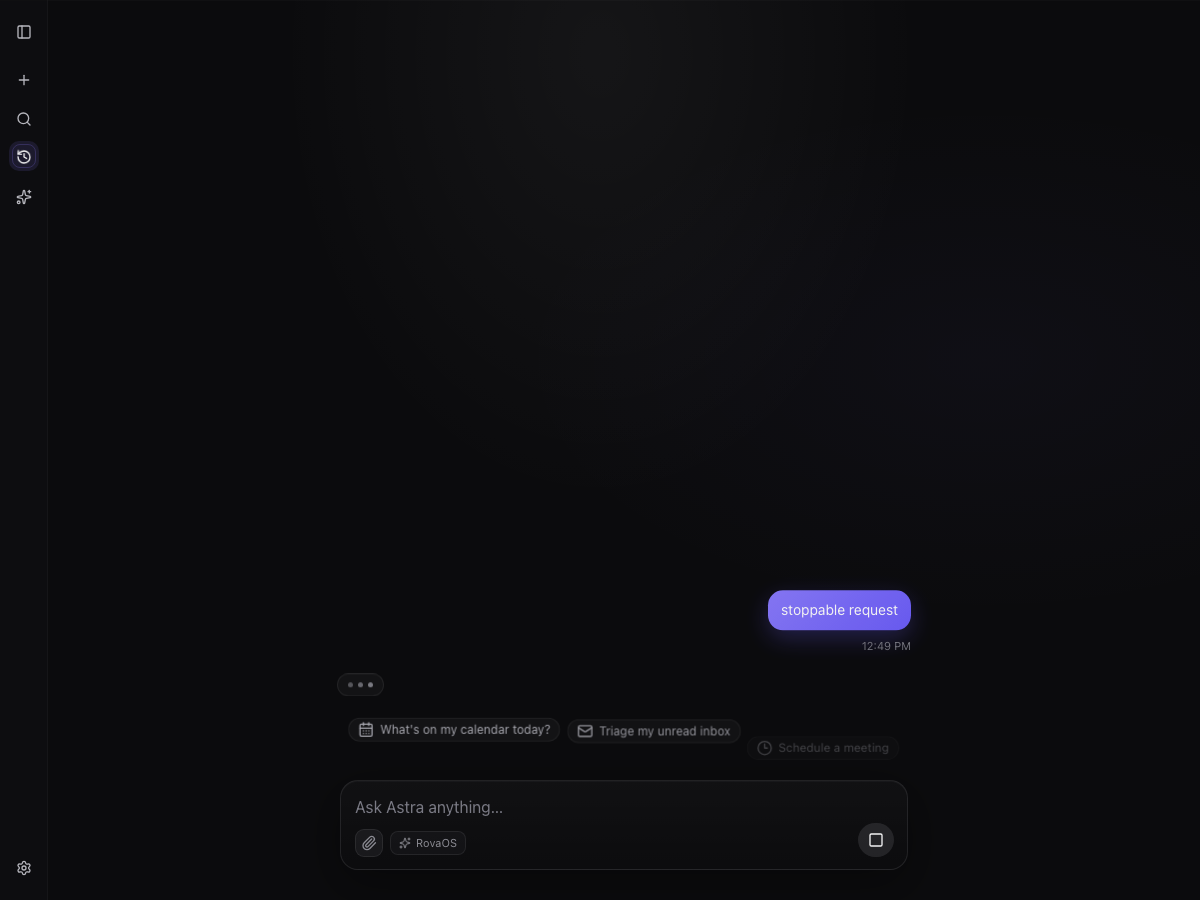 stoppable request
12:49 PM
What's on my calendar today?
Triage my unread inbox
Schedule a meeting
Ask Astra anything...
RovaOS